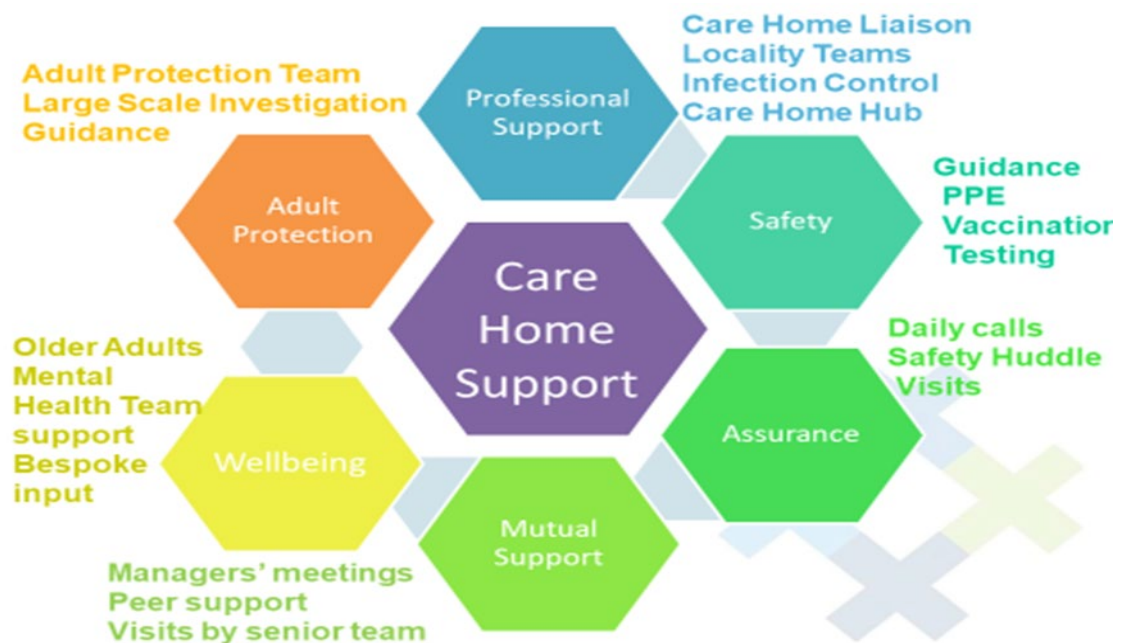 Professional
Support
Care Home Liaison
Locality Teams
Infection Control
Care Home Hub
Adult Protection Team
Large Scale Investigation
Guidance
Adult
Protection
Safety
Guidance
PPE
Vaccination
Testing
Care
Home
Support
Assurance
Daily calls
Safety Huddle
Visits
Older Adults
Mental
Health Team
support
Bespoke
input
Wellbeing
Mutual
Support
Managers’ meetings
Peer support
Visits by senior team